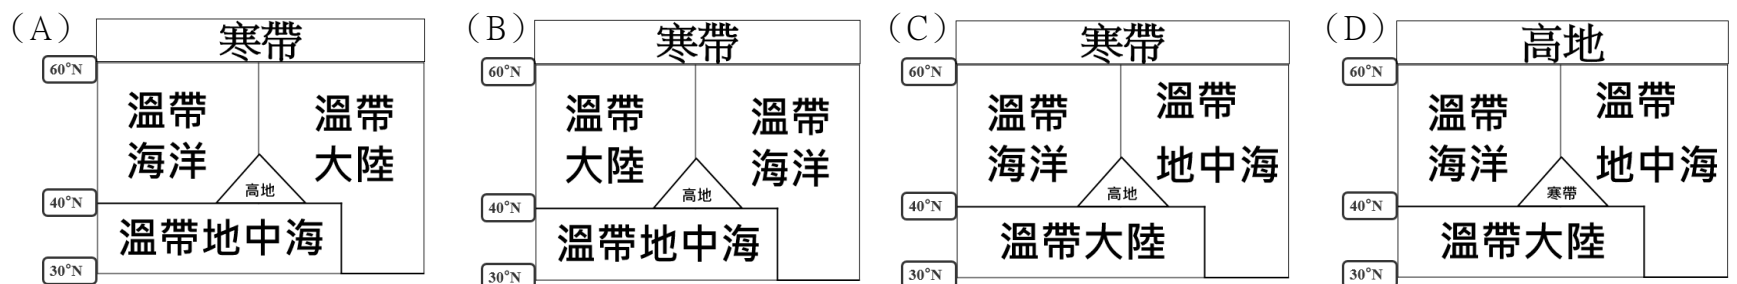 (A)
寒帶
60°N
溫帶
海洋
溫帶
大陸
高地
40°N
溫帶地中海
30°N
(B)
寒帶
60°N
溫帶
大陸
溫帶
海洋
高地
40°N
溫帶地中海
30°N
(C)
寒帶
60°N
溫帶
海洋
溫帶
地中海
高地
40°N
溫帶大陸
30°N
(D)
高地
60°N
溫帶
海洋
溫帶
地中海
寒帶
40°N
溫帶大陸
30°N